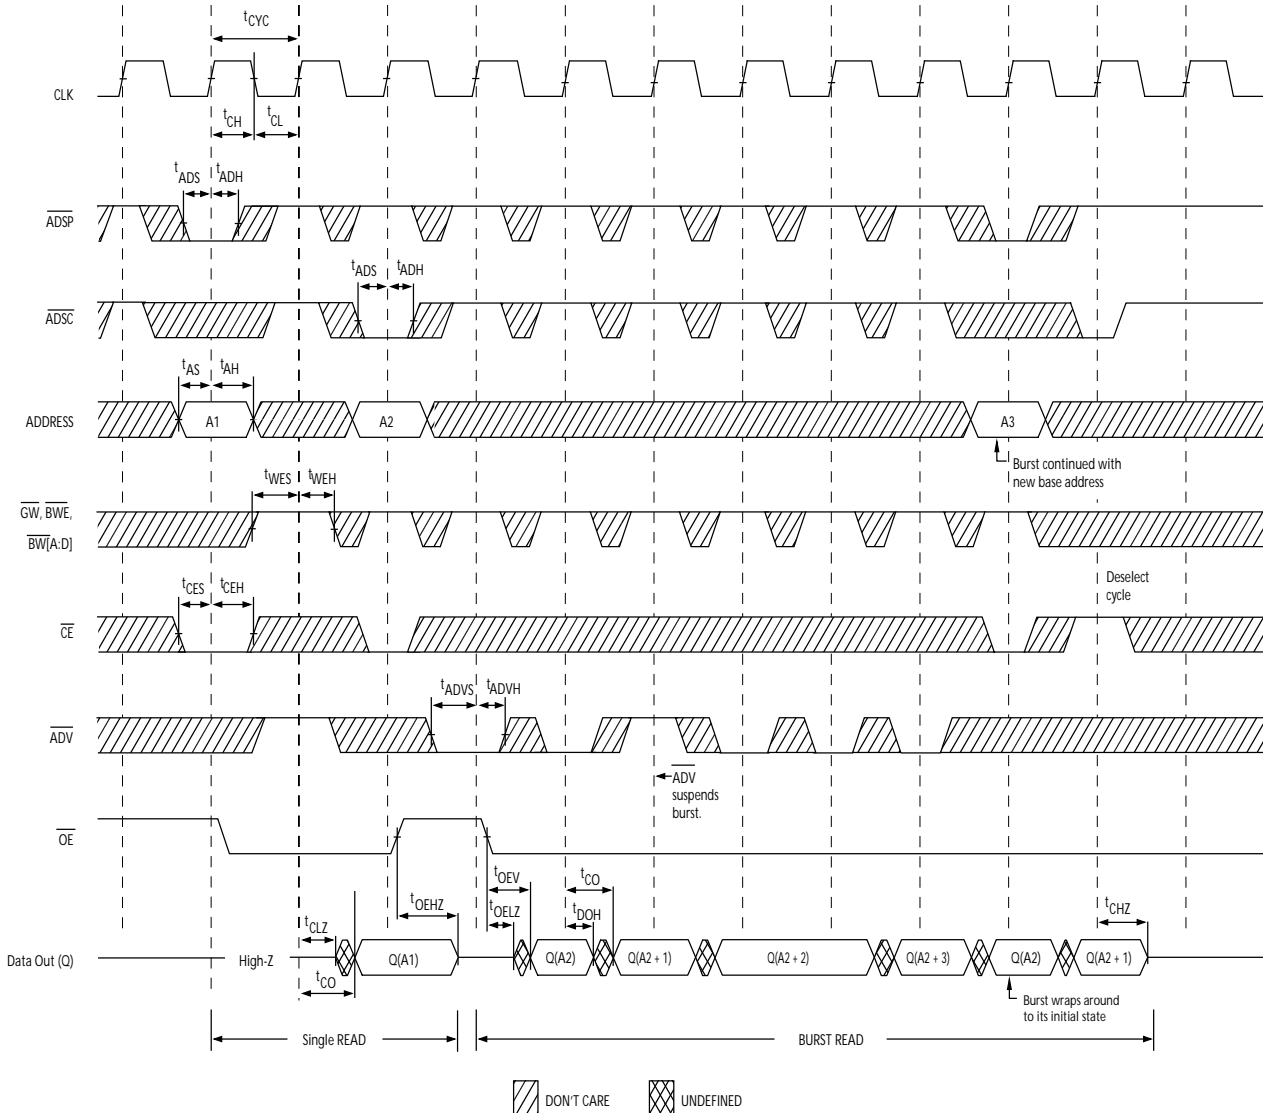 tCYC
CLK
tCH
tCL
tADS
tADH
ADSP
tADS
tADH
ADSC
tAS
tAH
ADDRESS
A1
A2
A3
Burst continued with
new base address
tWES
tWEH
GW, BWE,
BW[A:D]
tCES
tCEH
Deselect
cycle
CE
tADVS
tADVH
ADV
ADV
suspends
burst.
OE
tOEHZ
tOEV
tOELZ
tCO
tDOH
tCLZ
tCHZ
Data Out (Q)
High-Z
Q(A1)
Q(A2)
Q(A2 + 1)
Q(A2 + 2)
Q(A2 + 3)
Q(A2)
Q(A2 + 1)
tCO
Burst wraps around
to its initial state
Single READ
BURST READ
DON'T CARE
UNDEFINED